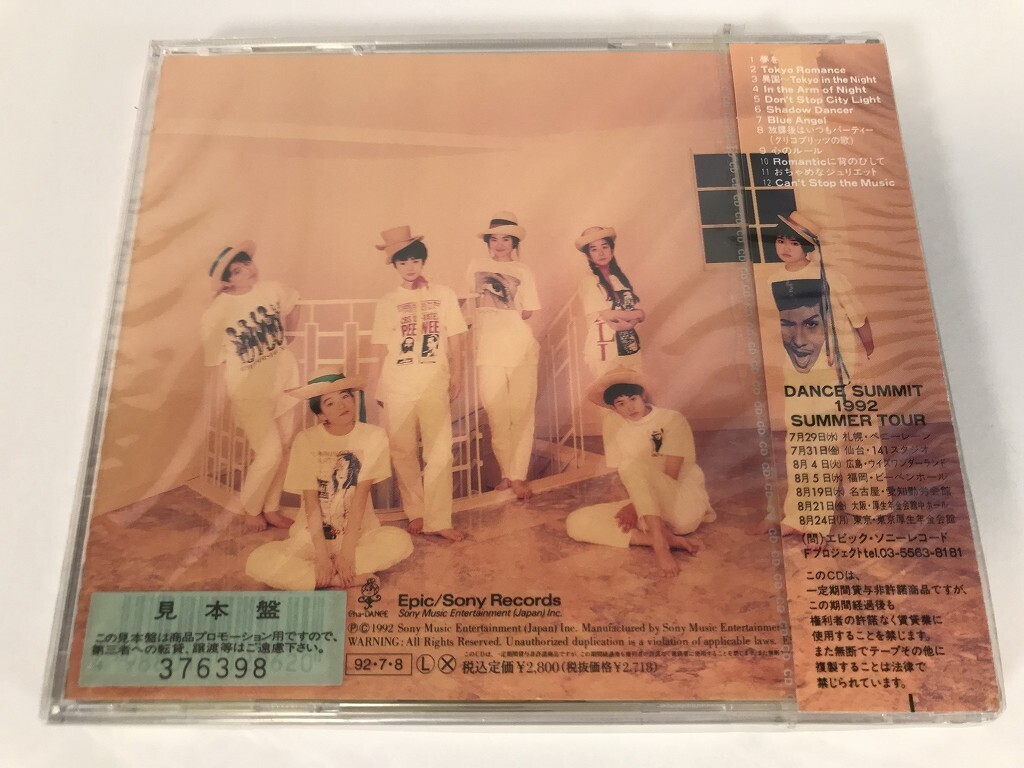 1 夢を
2 Tokyo Romance
3 異国—Tokyo in the Night
4 In the Arm of Night
5 Don't Stop City Light
6 Shadow Dancer
7 Blue Angel
8 放課後はいつもパーティー
(グリコプリッツの歌)
9 心のルール
10 Romanticに背のびして
11 おちゃめなジュリエット
12 Can't Stop the Music
DANCE SUMMIT
1992
SUMMER TOUR
7月29日(水) 札幌・ペニーレーン
7月31日(金) 仙台・141スタジオ
8月4日(火) 広島・ウイズワンダーランド
8月5日(水) 福岡・ビーベンホール
8月19日(水) 名古屋・愛知勤労会館
8月21日(金) 大阪・厚生年金会館中ホール
8月24日(月) 東京・東京厚生年金会館
(問)エピック・ソニーレコード
Fプロジェクトtel.03-5563-8181
このCDは、
一定期間貸与非許諾商品ですが、
この期間経過後も
権利者の許諾なく賃貸業に
使用することを禁じます。
また無断でテープその他に
複製することは法律で
禁じられています。
PEE WEE
cha-DANCE
Epic/Sony Records
Sony Music Entertainment (Japan) Inc.
ⓅⒸ 1992 Sony Music Entertainment (Japan) Inc. Manufactured by Sony Music Entertainment
WARNING: All Rights Reserved. Unauthorized duplication is a violation of applicable laws.
92・7・8 Ⓛ Ⓧ 税込定価¥2,800(税抜価格¥2,718)
見本盤
この見本盤は商品プロモーション用ですので、
第三者への転貸、譲渡等はご遠慮下さい。
376398